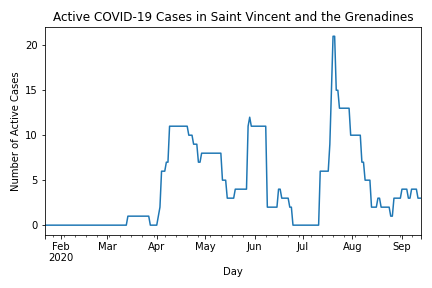 Active COVID-19 Cases in Saint Vincent and the Grenadines
Number of Active Cases
20
15
10
5
0
Feb Mar Apr May Jun Jul Aug Sep
2020
Day